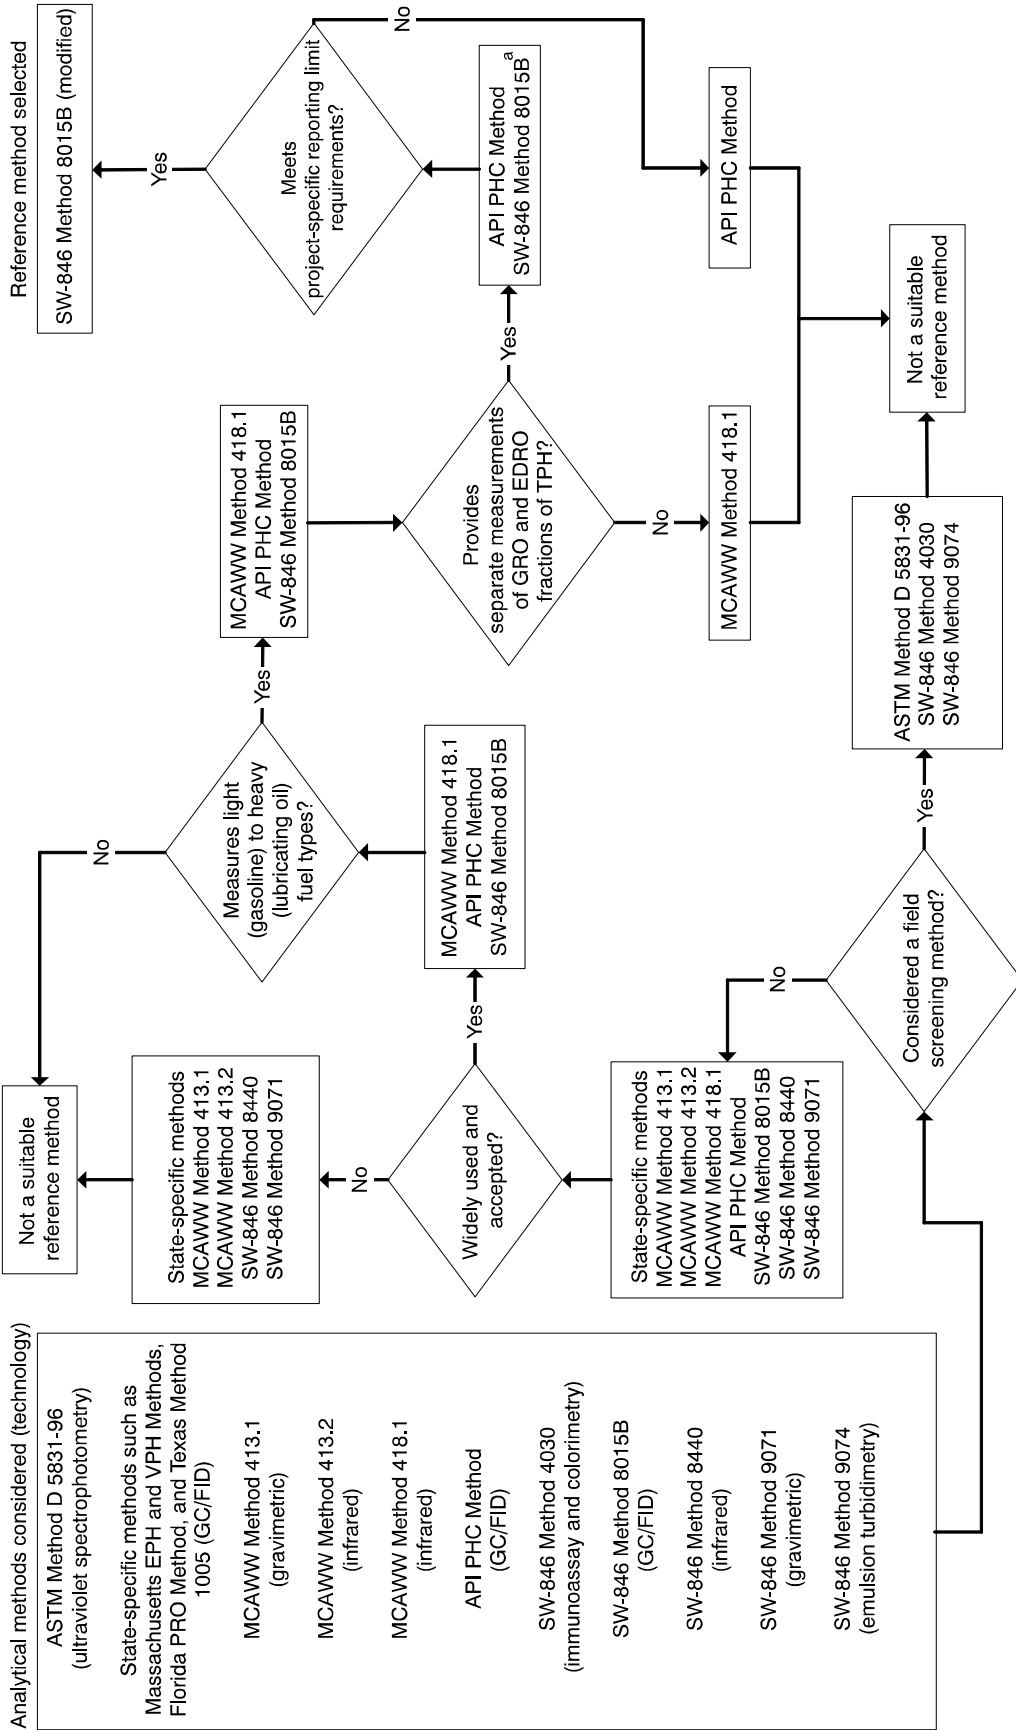 Analytical methods considered (technology)
ASTM Method D 5831-96
(ultraviolet spectrophotometry)
State-specific methods such as
Massachusetts EPH and VPH Methods,
Florida PRO Method, and Texas Method
1005 (GC/FID)
MCAWW Method 413.1
(gravimetric)
MCAWW Method 413.2
(infrared)
MCAWW Method 418.1
(infrared)
API PHC Method
(GC/FID)
SW-846 Method 4030
(immunoassay and colorimetry)
SW-846 Method 8015B
(GC/FID)
SW-846 Method 8440
(infrared)
SW-846 Method 9071
(gravimetric)
SW-846 Method 9074
(emulsion turbidimetry)
Considered a field
screening method?
Yes
ASTM Method D 5831-96
SW-846 Method 4030
SW-846 Method 9074
Not a suitable
reference method
No
State-specific methods
MCAWW Method 413.1
MCAWW Method 413.2
MCAWW Method 418.1
API PHC Method
SW-846 Method 8015B
SW-846 Method 8440
SW-846 Method 9071
Widely used and
accepted?
No
State-specific methods
MCAWW Method 413.1
MCAWW Method 413.2
SW-846 Method 8440
SW-846 Method 9071
Not a suitable
reference method
Yes
MCAWW Method 418.1
API PHC Method
SW-846 Method 8015B
Measures light
(gasoline) to heavy
(lubricating oil)
fuel types?
No
Yes
MCAWW Method 418.1
API PHC Method
SW-846 Method 8015B
Provides
separate measurements
of GRO and EDRO
fractions of TPH?
No
MCAWW Method 418.1
Yes
API PHC Method
SW-846 Method 8015Bª
Meets
project-specific reporting limit
requirements?
No
API PHC Method
Yes
Reference method selected
SW-846 Method 8015B (modified)